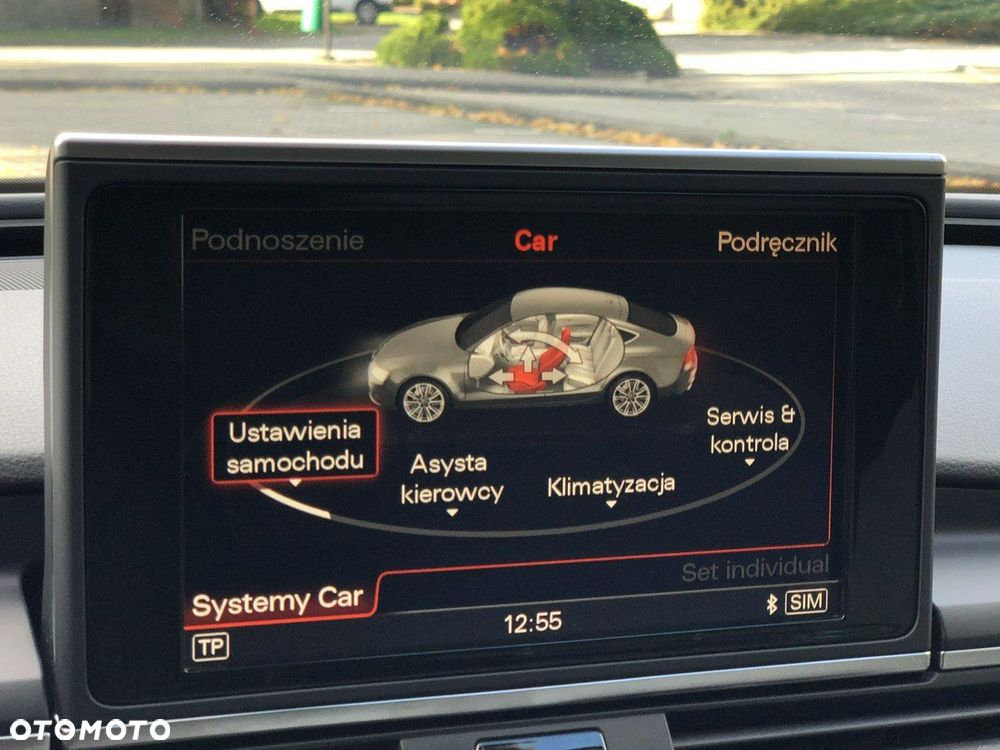 Podnoszenie
Car
Podręcznik
Ustawienia
samochodu
Asysta
kierowcy
Klimatyzacja
Serwis &
kontrola
Set individual
Systemy Car
12:55
SIM
TP
OTOMOTO